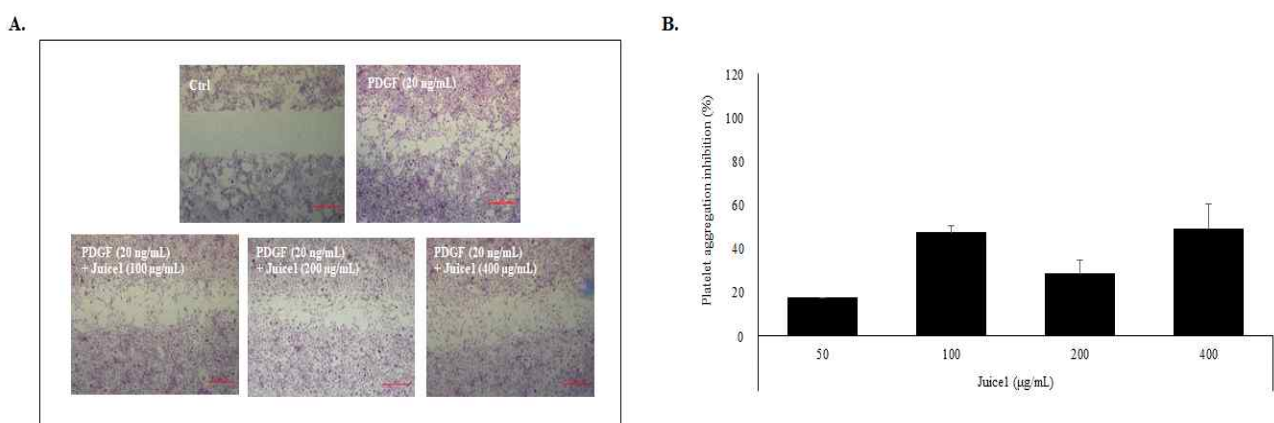 A.
Ctrl
PDGF (20 ng/mL)
PDGF (20 ng/mL)
+ Juice1 (100 μg/mL)
PDGF (20 ng/mL)
+ Juice1 (200 μg/mL)
PDGF (20 ng/mL)
+ Juice1 (400 μg/mL)
B.
Platelet aggregation inhibition (%)
120
100
80
60
40
20
0
50 100 200 400
Juice1 (μg/mL)